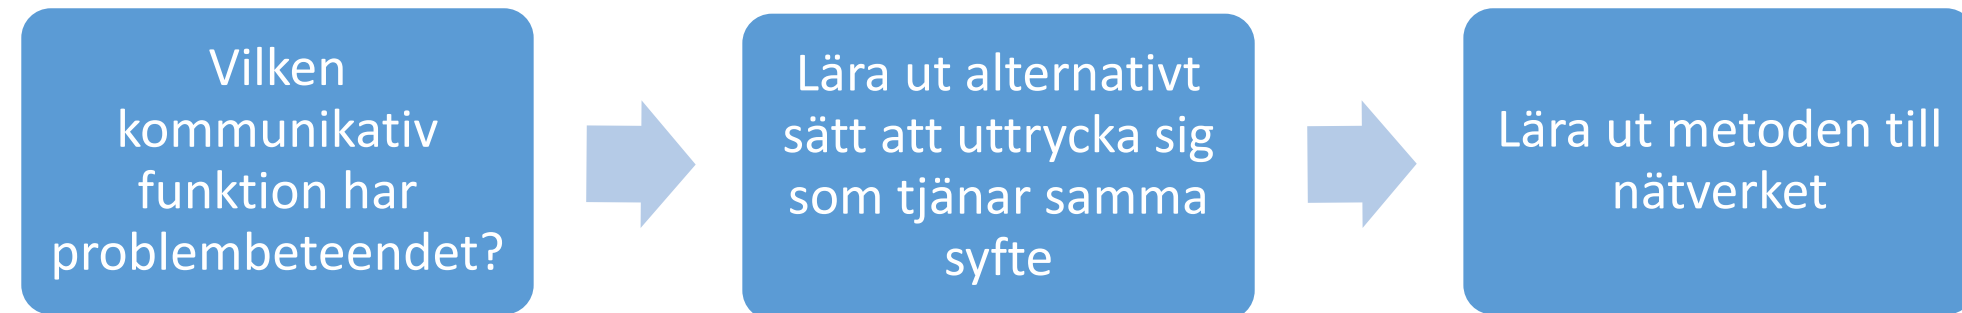 Vilken
kommunikativ
funktion har
problembeteendet?
Lära ut alternativt
sätt att uttrycka sig
som tjänar samma
syfte
Lära ut metoden till
nätverket